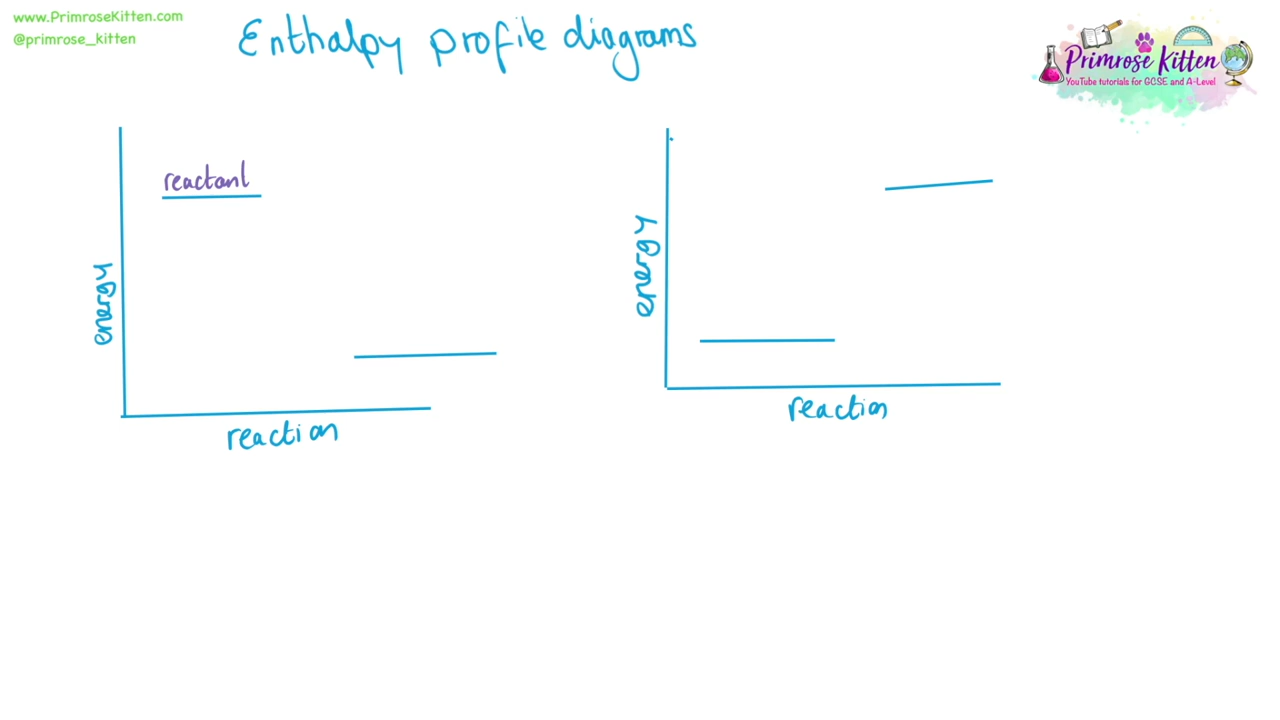 www.PrimroseKitten.com
@primrose_kitten
Enthalpy profile diagrams
Primrose Kitten
YouTube tutorials for GCSE and A-Level
reactant
energy
reaction
energy
reaction